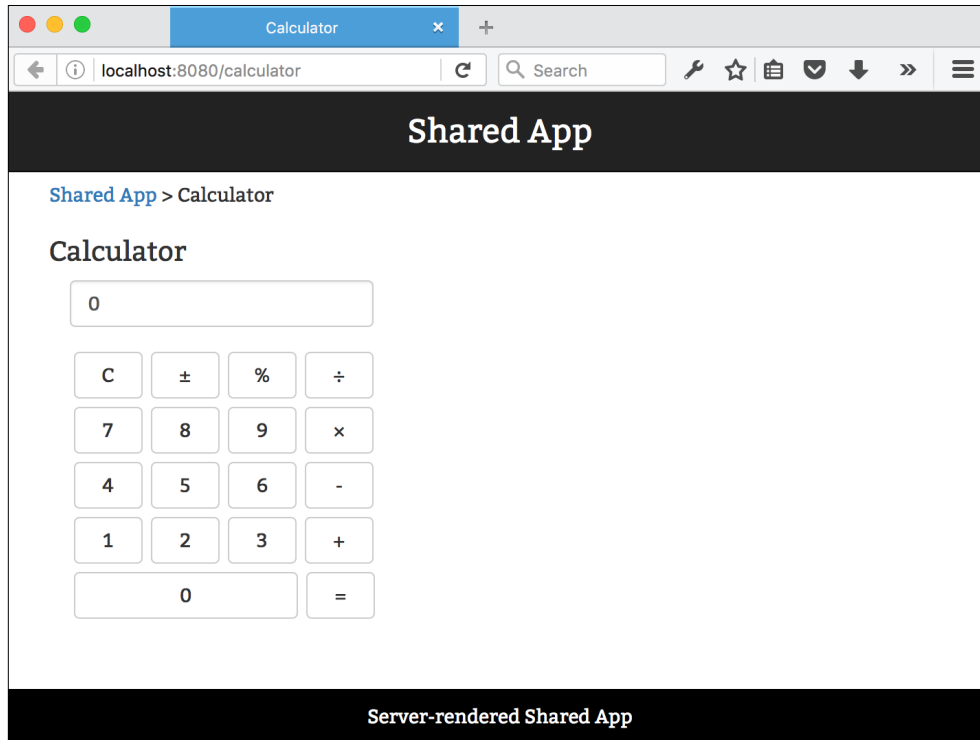 Calculator × +
localhost:8080/calculator Search
Shared App
Shared App > Calculator
Calculator
0
C ± % ÷
7 8 9 ×
4 5 6 -
1 2 3 +
0 =
Server-rendered Shared App